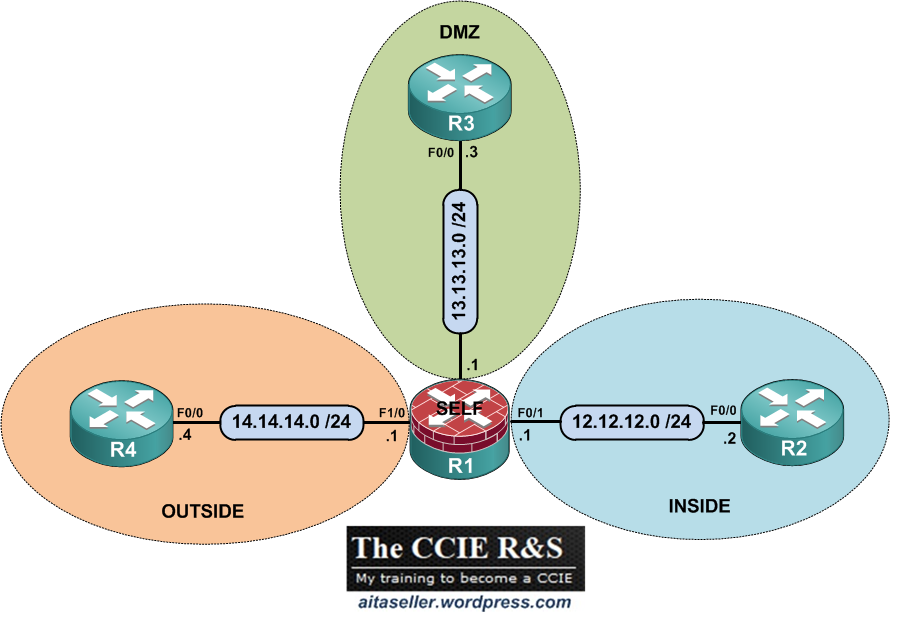 DMZ
R3
F0/0 .3
13.13.13.0 /24
.1
SELF
R1
F0/0
.4
R4
14.14.14.0 /24
F1/0
.1
OUTSIDE
F0/1
.1
12.12.12.0 /24
F0/0
.2
R2
INSIDE
The CCIE R&S
My training to become a CCIE
aitaseller.wordpress.com